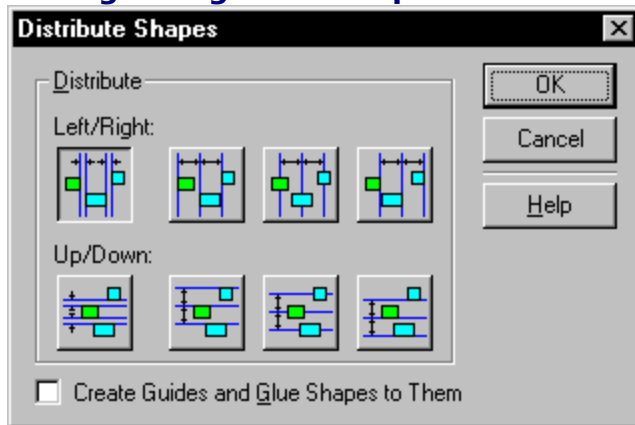 Distribute Shapes
Distribute
OK
Left/Right:
Cancel
Help
Up/Down:
Create Guides and Glue Shapes to Them